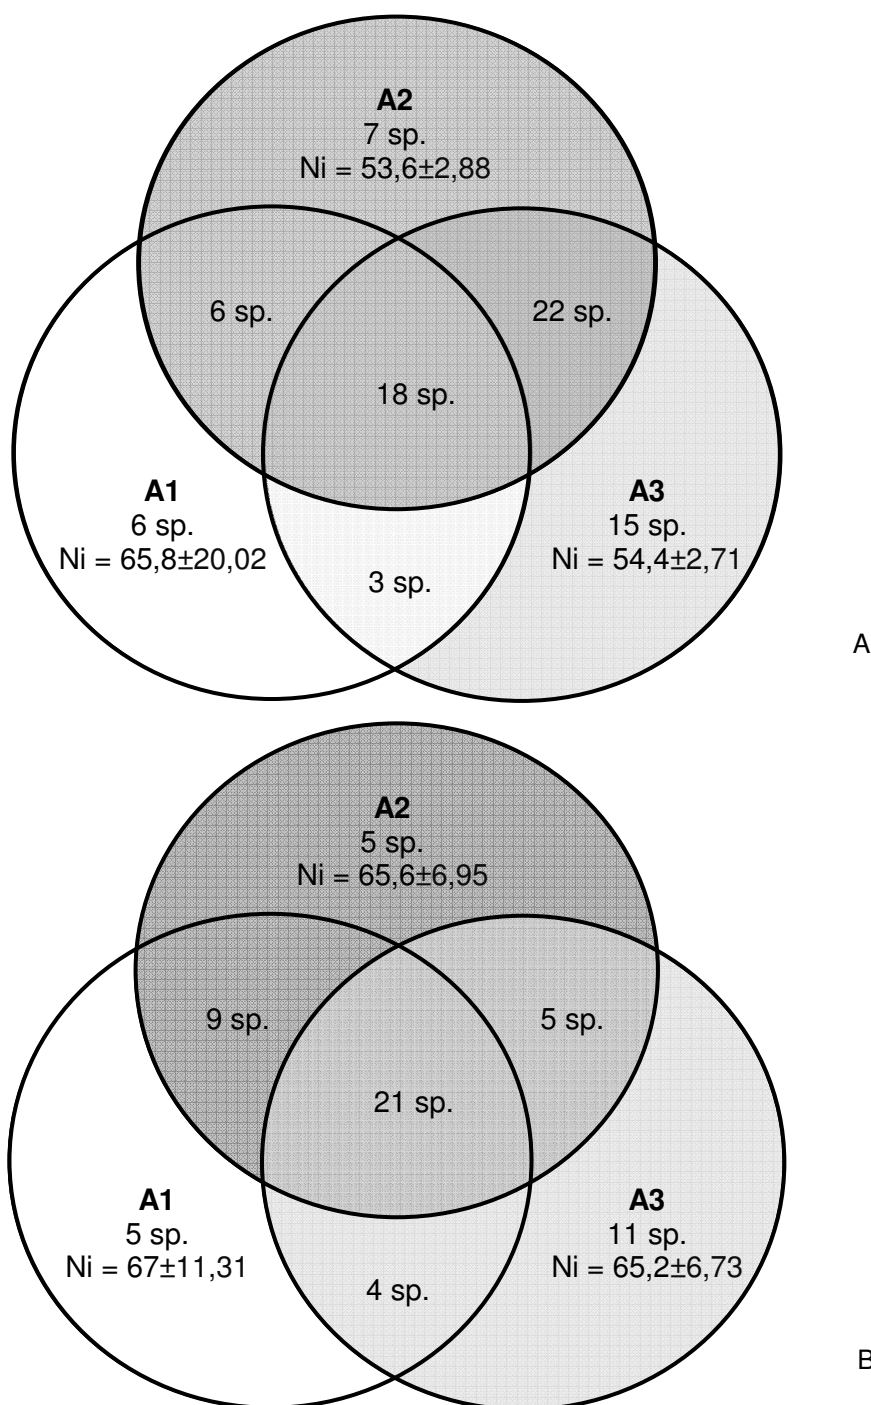 A2
7 sp.
Ni = 53,6±2,88
6 sp.
22 sp.
18 sp.
A1
6 sp.
Ni = 65,8±20,02
A3
15 sp.
Ni = 54,4±2,71
3 sp.
A
A2
5 sp.
Ni = 65,6±6,95
9 sp.
5 sp.
21 sp.
A1
5 sp.
Ni = 67±11,31
A3
11 sp.
Ni = 65,2±6,73
4 sp.
B